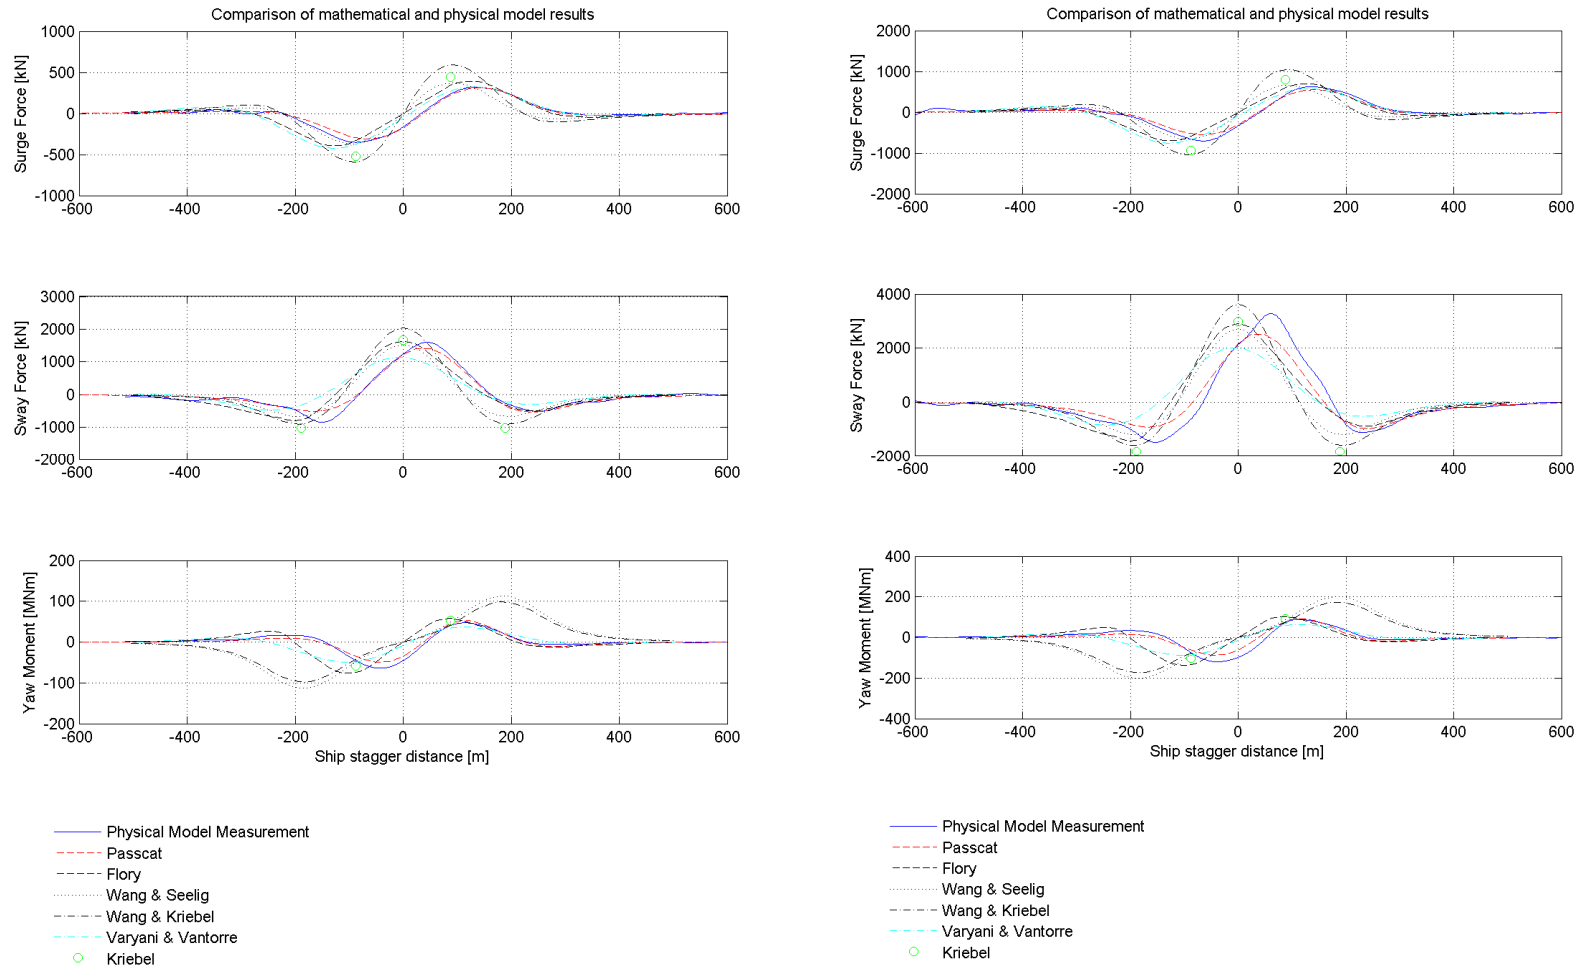 Comparison of mathematical and physical model results
Surge Force [kN]
1000
500
0
-500
-1000
-600 -400 -200 0 200 400 600
Sway Force [kN]
3000
2000
1000
0
-1000
-2000
-600 -400 -200 0 200 400 600
Yaw Moment [MNm]
200
100
0
-100
-200
-600 -400 -200 0 200 400 600
Ship stagger distance [m]
Physical Model Measurement
Passcat
Flory
Wang & Seelig
Wang & Kriebel
Varyani & Vantorre
Kriebel
Comparison of mathematical and physical model results
Surge Force [kN]
2000
1000
0
-1000
-2000
-600 -400 -200 0 200 400 600
Sway Force [kN]
4000
2000
0
-2000
-600 -400 -200 0 200 400 600
Yaw Moment [MNm]
400
200
0
-200
-400
-600 -400 -200 0 200 400 600
Ship stagger distance [m]
Physical Model Measurement
Passcat
Flory
Wang & Seelig
Wang & Kriebel
Varyani & Vantorre
Kriebel